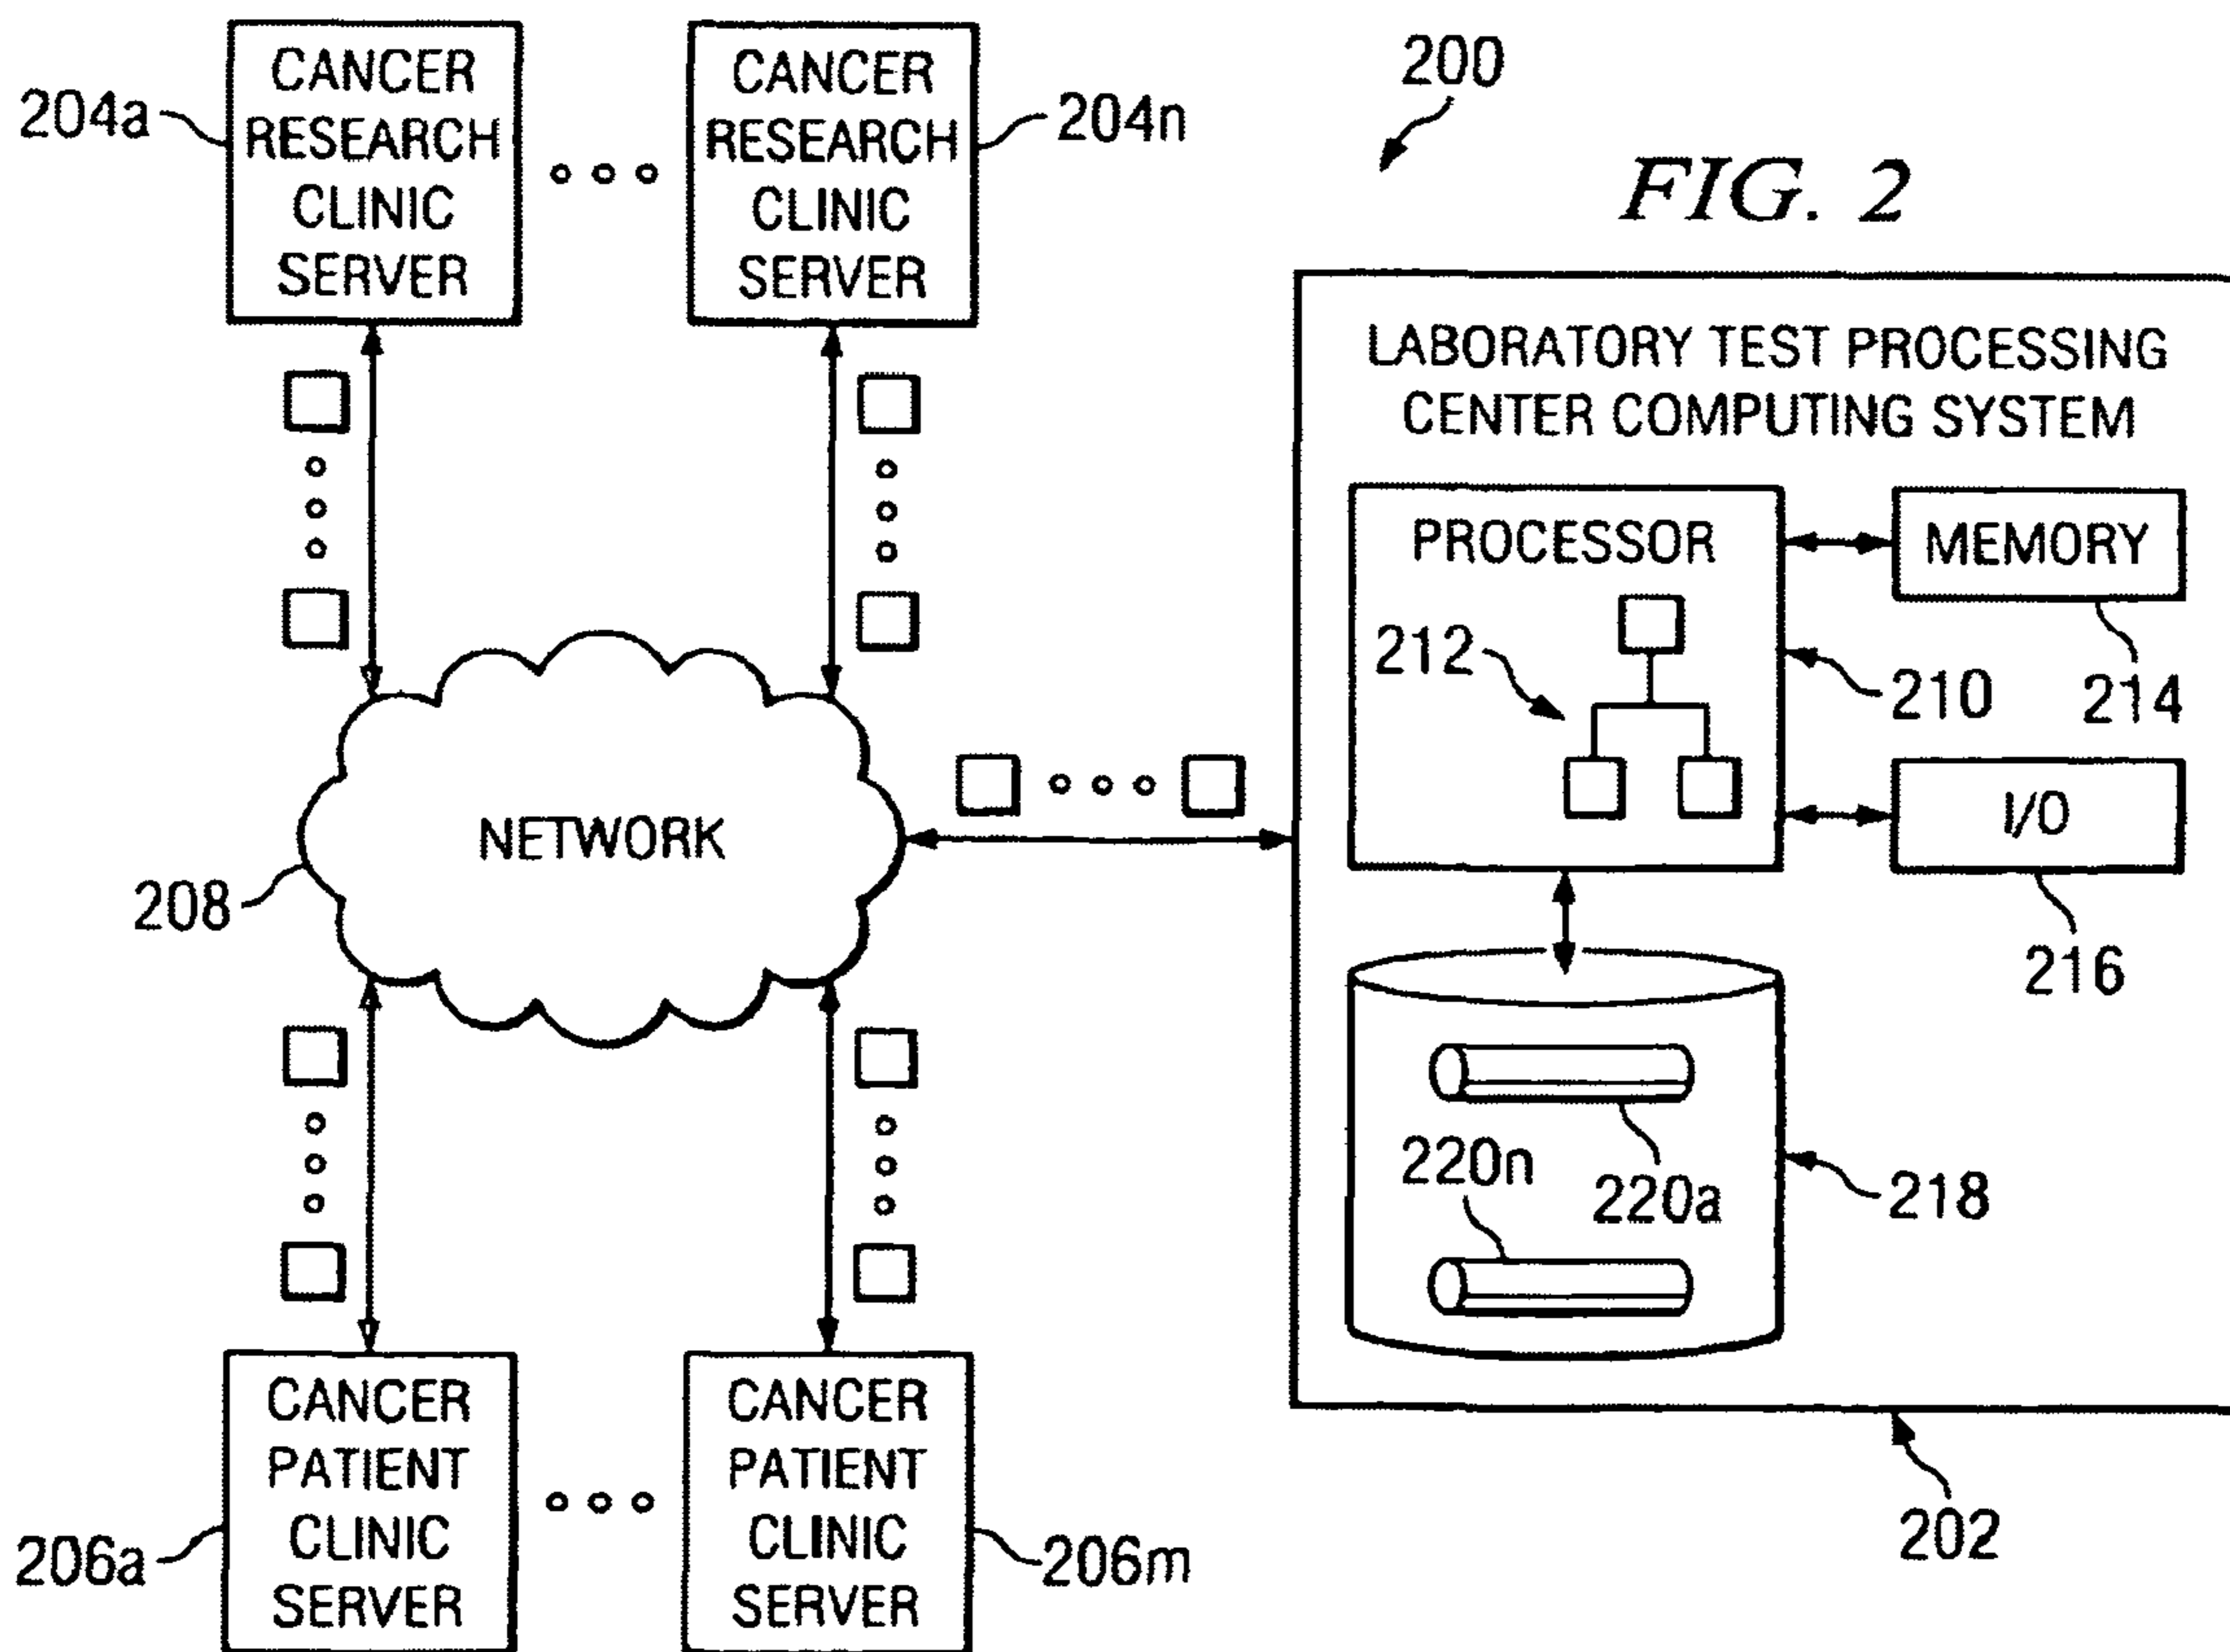 200
FIG. 2
204a
CANCER
RESEARCH
CLINIC
SERVER
CANCER
RESEARCH
CLINIC
SERVER
204n
NETWORK
208
206a
CANCER
PATIENT
CLINIC
SERVER
CANCER
PATIENT
CLINIC
SERVER
206m
LABORATORY TEST PROCESSING
CENTER COMPUTING SYSTEM
PROCESSOR
212
210
MEMORY
214
I/O
216
220a
220n
218
202